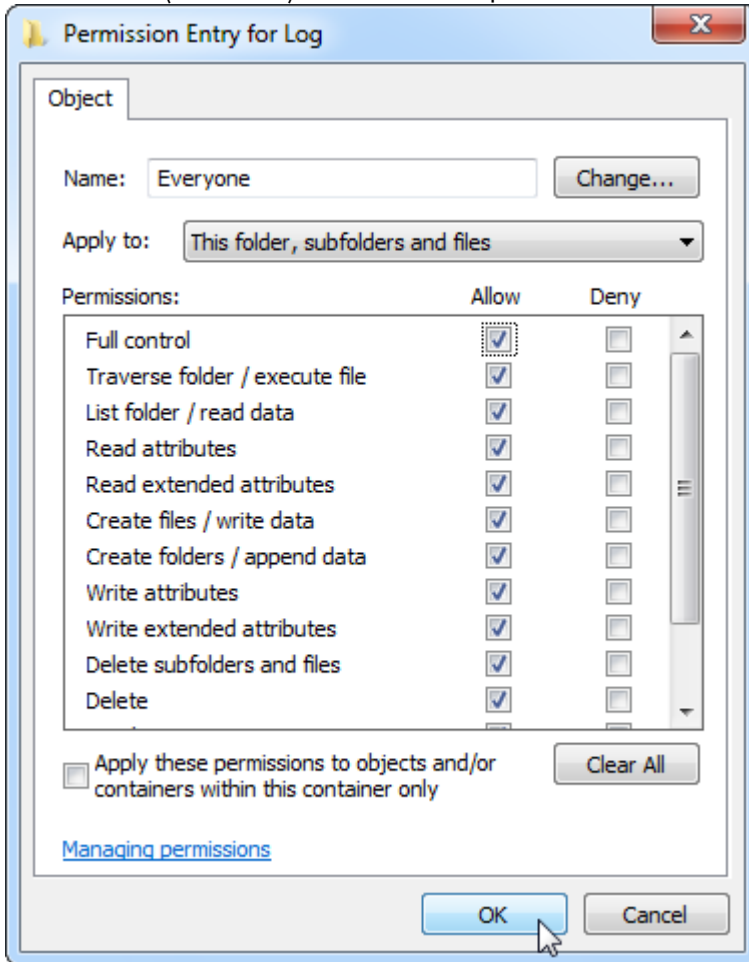 Permission Entry for Log
Object
Name: Everyone Change...
Apply to: This folder, subfolders and files
Permissions: Allow Deny
Full control
Traverse folder / execute file
List folder / read data
Read attributes
Read extended attributes
Create files / write data
Create folders / append data
Write attributes
Write extended attributes
Delete subfolders and files
Delete
Apply these permissions to objects and/or Clear All
containers within this container only
Managing permissions
OK Cancel